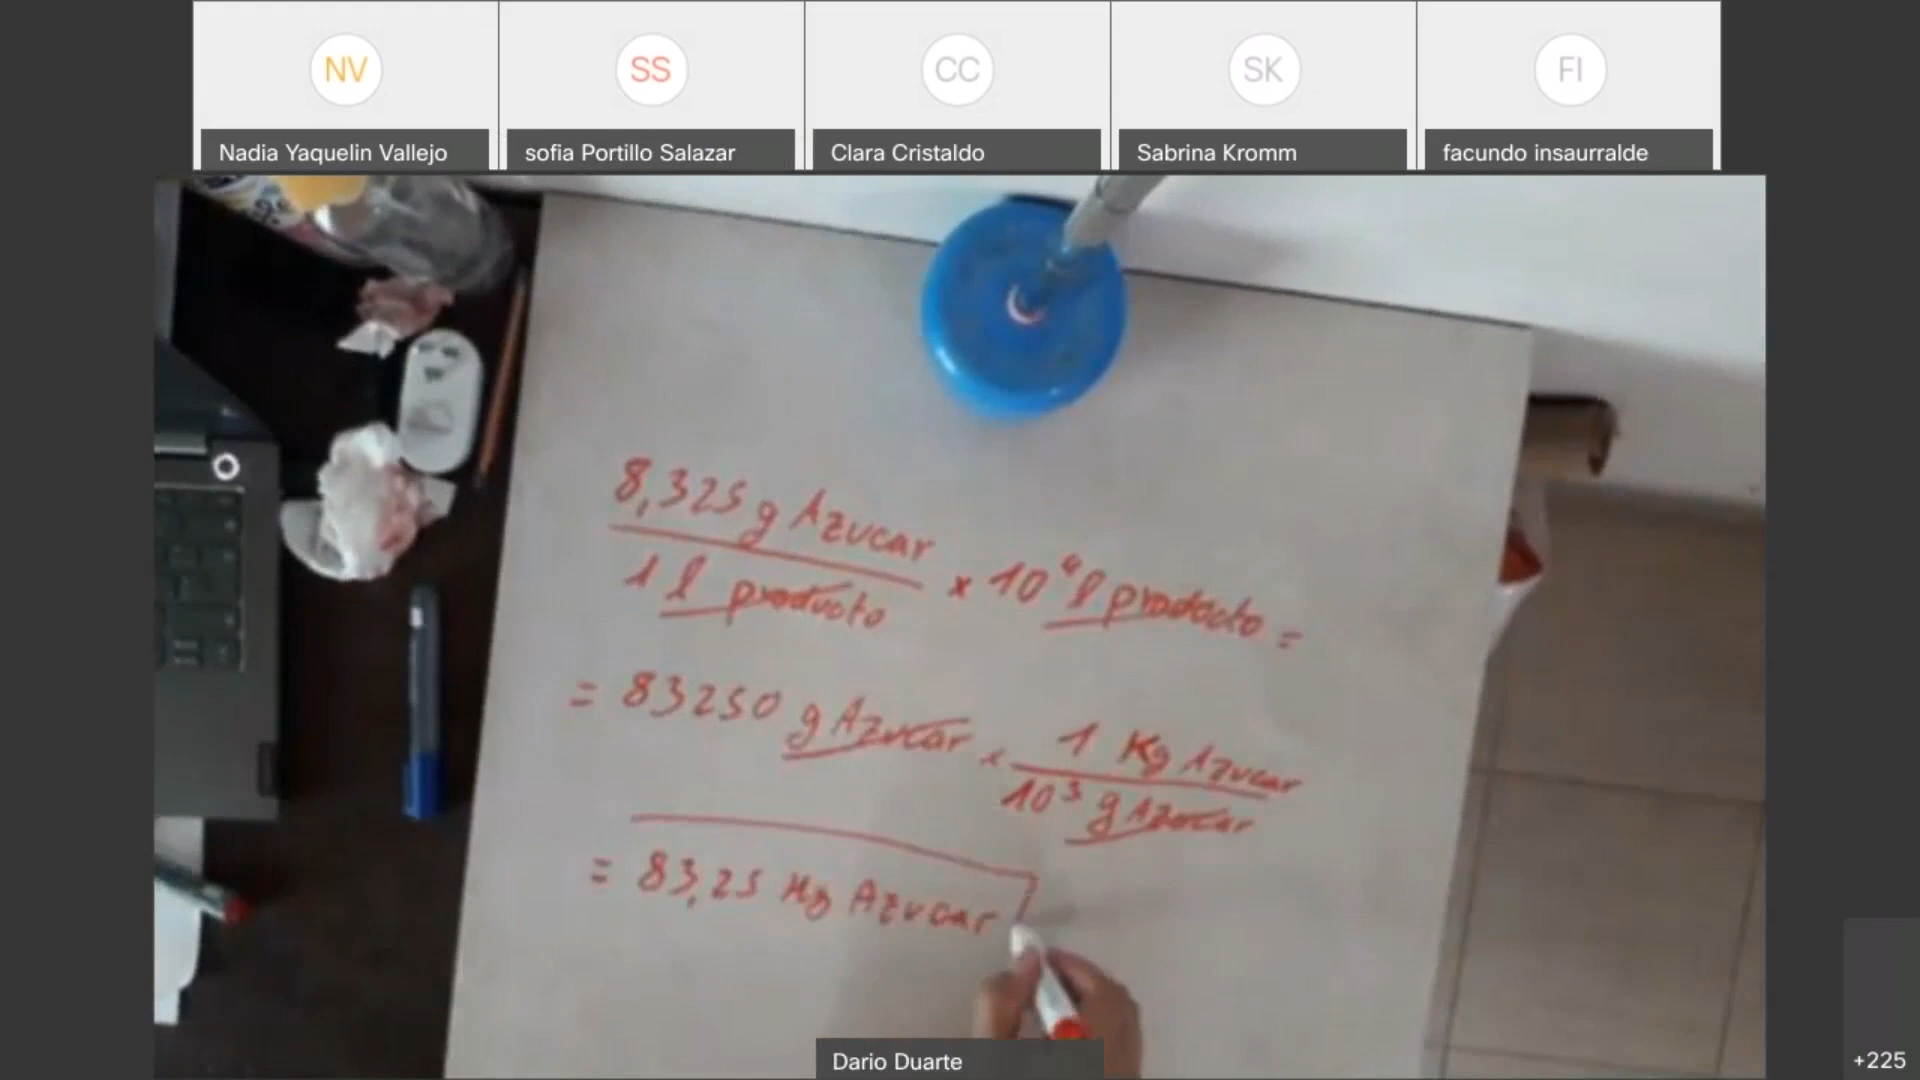 NV
SS
CC
SK
FI
Nadia Yaquelin Vallejo
sofia Portillo Salazar
Clara Cristaldo
Sabrina Kromm
facundo insaurralde
8,325 g Azucar
1 l producto
x 10⁴ l producto =
= 83250 g Azucar x
1 Kg Azucar
10³ g Azucar
= 83,25 Kg Azucar
Dario Duarte
+225